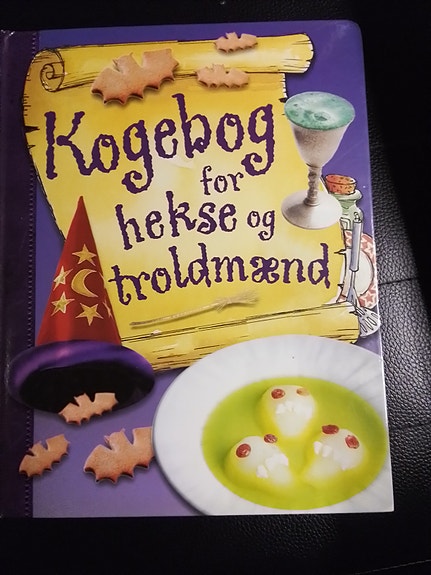 Kogebog
for
hekse og
troldmænd